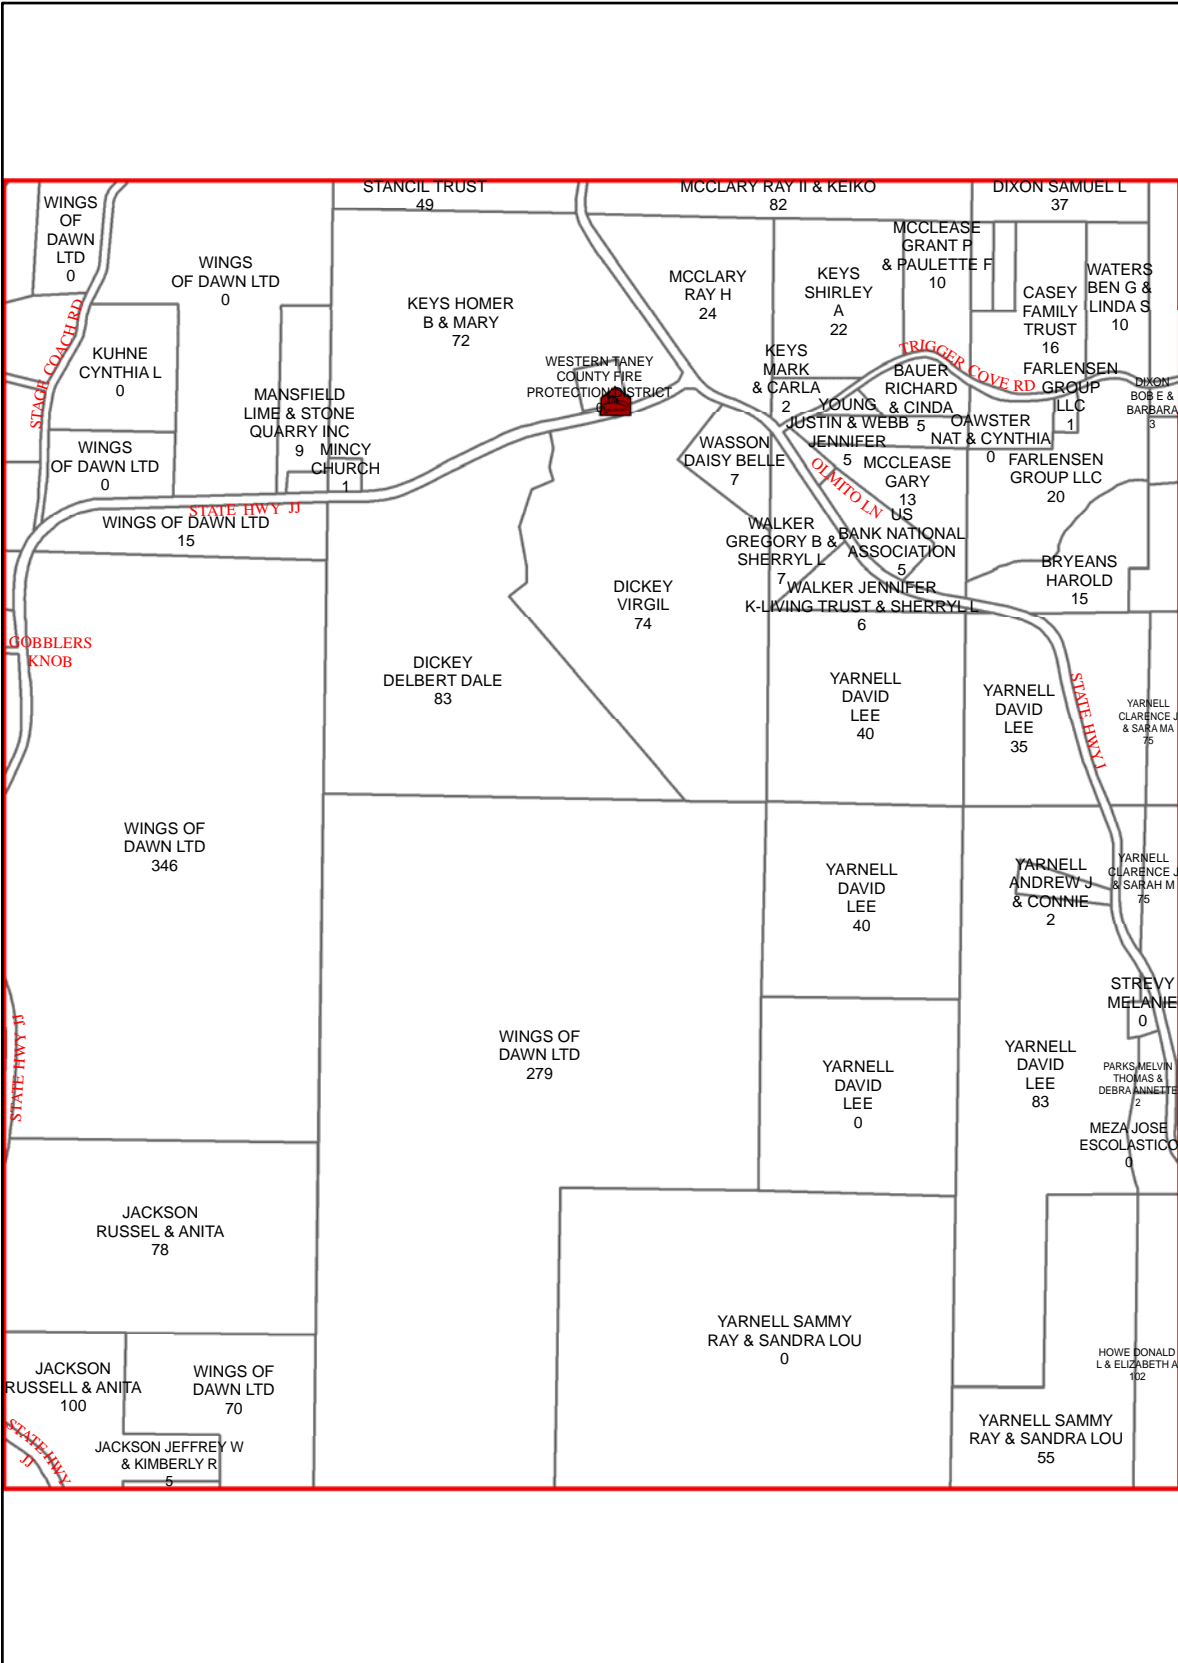 STANCIL TRUST
49
MCCLARY RAY II & KEIKO
82
DIXON SAMUEL L
37
WINGS
OF
DAWN
LTD
0
WINGS
OF DAWN LTD
0
KEYS HOMER
B & MARY
72
MCCLARY
RAY H
24
KEYS
SHIRLEY
A
22
MCCLEASE
GRANT P
& PAULETTE F
10
CASEY
FAMILY
TRUST
16
WATERS
BEN G &
LINDA S
10
STAGE COACH RD
KUHNE
CYNTHIA L
0
WESTERN TANEY
COUNTY FIRE
PROTECTION DISTRICT
0
KEYS
MARK
& CARLA
2
TRIGGER COVE RD
BAUER
RICHARD
& CINDA
5
FARLENSEN
GROUP
LLC
1
DIXON
BOB E &
BARBARA
3
MANSFIELD
LIME & STONE
QUARRY INC
9
MINCY
CHURCH
1
WINGS
OF DAWN LTD
0
YOUNG
JUSTIN & WEBB
JENNIFER
5
OAWSTER
NAT & CYNTHIA
0
WASSON
DAISY BELLE
7
OLMITO LN
MCCLEASE
GARY
13
FARLENSEN
GROUP LLC
20
STATE HWY JJ
WINGS OF DAWN LTD
15
WALKER
GREGORY B &
SHERRYL L
7
US
BANK NATIONAL
ASSOCIATION
5
BRYEANS
HAROLD
15
WALKER JENNIFER
K-LIVING TRUST & SHERRYL L
6
DICKEY
VIRGIL
74
GOBBLERS
KNOB
DICKEY
DELBERT DALE
83
YARNELL
DAVID
LEE
40
YARNELL
DAVID
LEE
35
STATE HWY J
YARNELL
CLARENCE J
& SARA MA
75
WINGS OF
DAWN LTD
346
YARNELL
DAVID
LEE
40
YARNELL
ANDREW J
& CONNIE
2
YARNELL
CLARENCE J
& SARAH M
75
STREVY
MELANIE
0
STATE HWY JJ
WINGS OF
DAWN LTD
279
YARNELL
DAVID
LEE
0
YARNELL
DAVID
LEE
83
PARKS MELVIN
THOMAS &
DEBRA ANNETTE
2
MEZA JOSE
ESCOLASTICO
0
JACKSON
RUSSEL & ANITA
78
YARNELL SAMMY
RAY & SANDRA LOU
0
HOWE DONALD
L & ELIZABETH A
102
JACKSON
RUSSELL & ANITA
100
WINGS OF
DAWN LTD
70
STATE HWY
JJ
JACKSON JEFFREY W
& KIMBERLY R
5
YARNELL SAMMY
RAY & SANDRA LOU
55